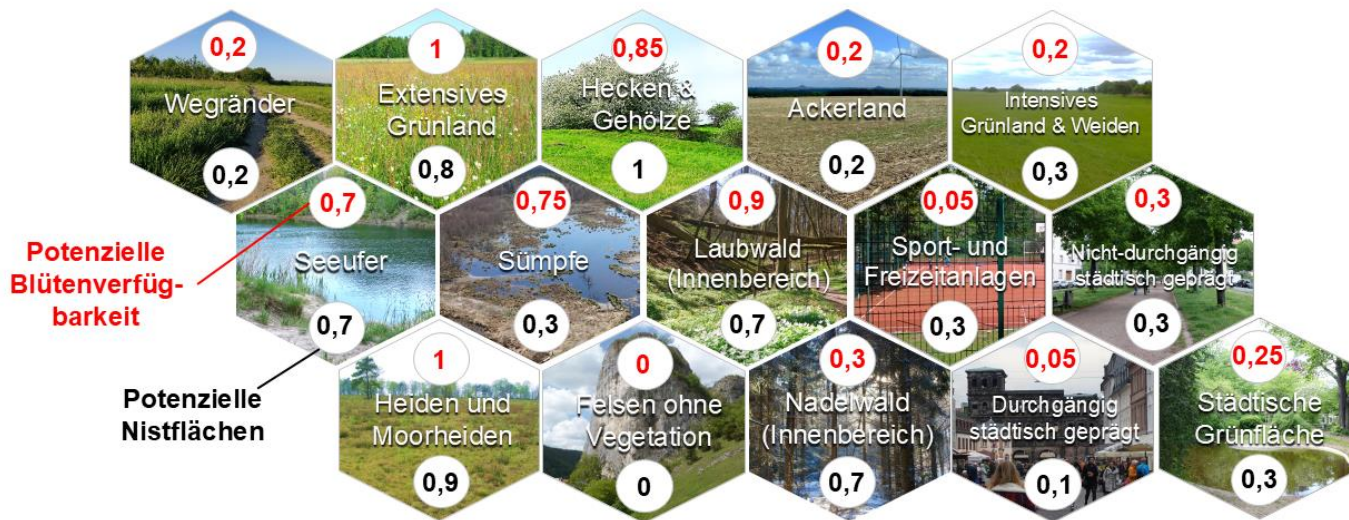 0,2
Wegränder
0,2
1
Extensives
Grünland
0,8
0,85
Hecken &
Gehölze
1
0,2
Ackerland
0,2
0,2
Intensives
Grünland & Weiden
0,3
Potenzielle
Blütenverfüg-
barkeit
Potenzielle
Nistflächen
0,7
Seeufer
0,7
0,75
Sümpfe
0,3
0,9
Laubwald
(Innenbereich)
0,7
0,05
Sport- und
Freizeitanlagen
0,3
0,3
Nicht-durchgängig
städtisch geprägt
0,3
1
Heiden und
Moorheiden
0,9
0
Felsen ohne
Vegetation
0
0,3
Nadelwald
(Innenbereich)
0,7
0,05
Durchgängig
städtisch geprägt
0,1
0,25
Städtische
Grünfläche
0,3